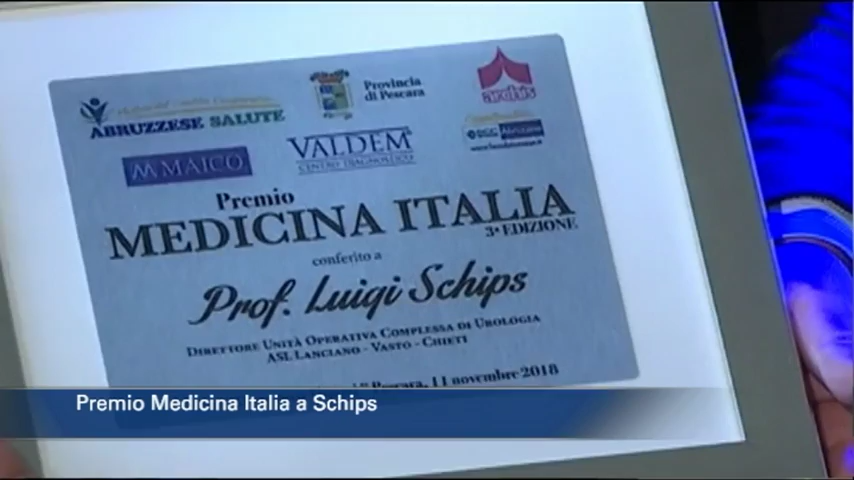 ABRUZZESE SALUTE
Provincia
di Pescara
MAICO
VALDEM
CENTRO DIAGNOSTICO
Premio
MEDICINA ITALIA
3ª EDIZIONE
conferito a
Prof. Luigi Schips
DIRETTORE UNITÀ OPERATIVA COMPLESSA DI UROLOGIA
ASL LANCIANO - VASTO - CHIETI
Pescara, 11 novembre 2018
Premio Medicina Italia a Schips